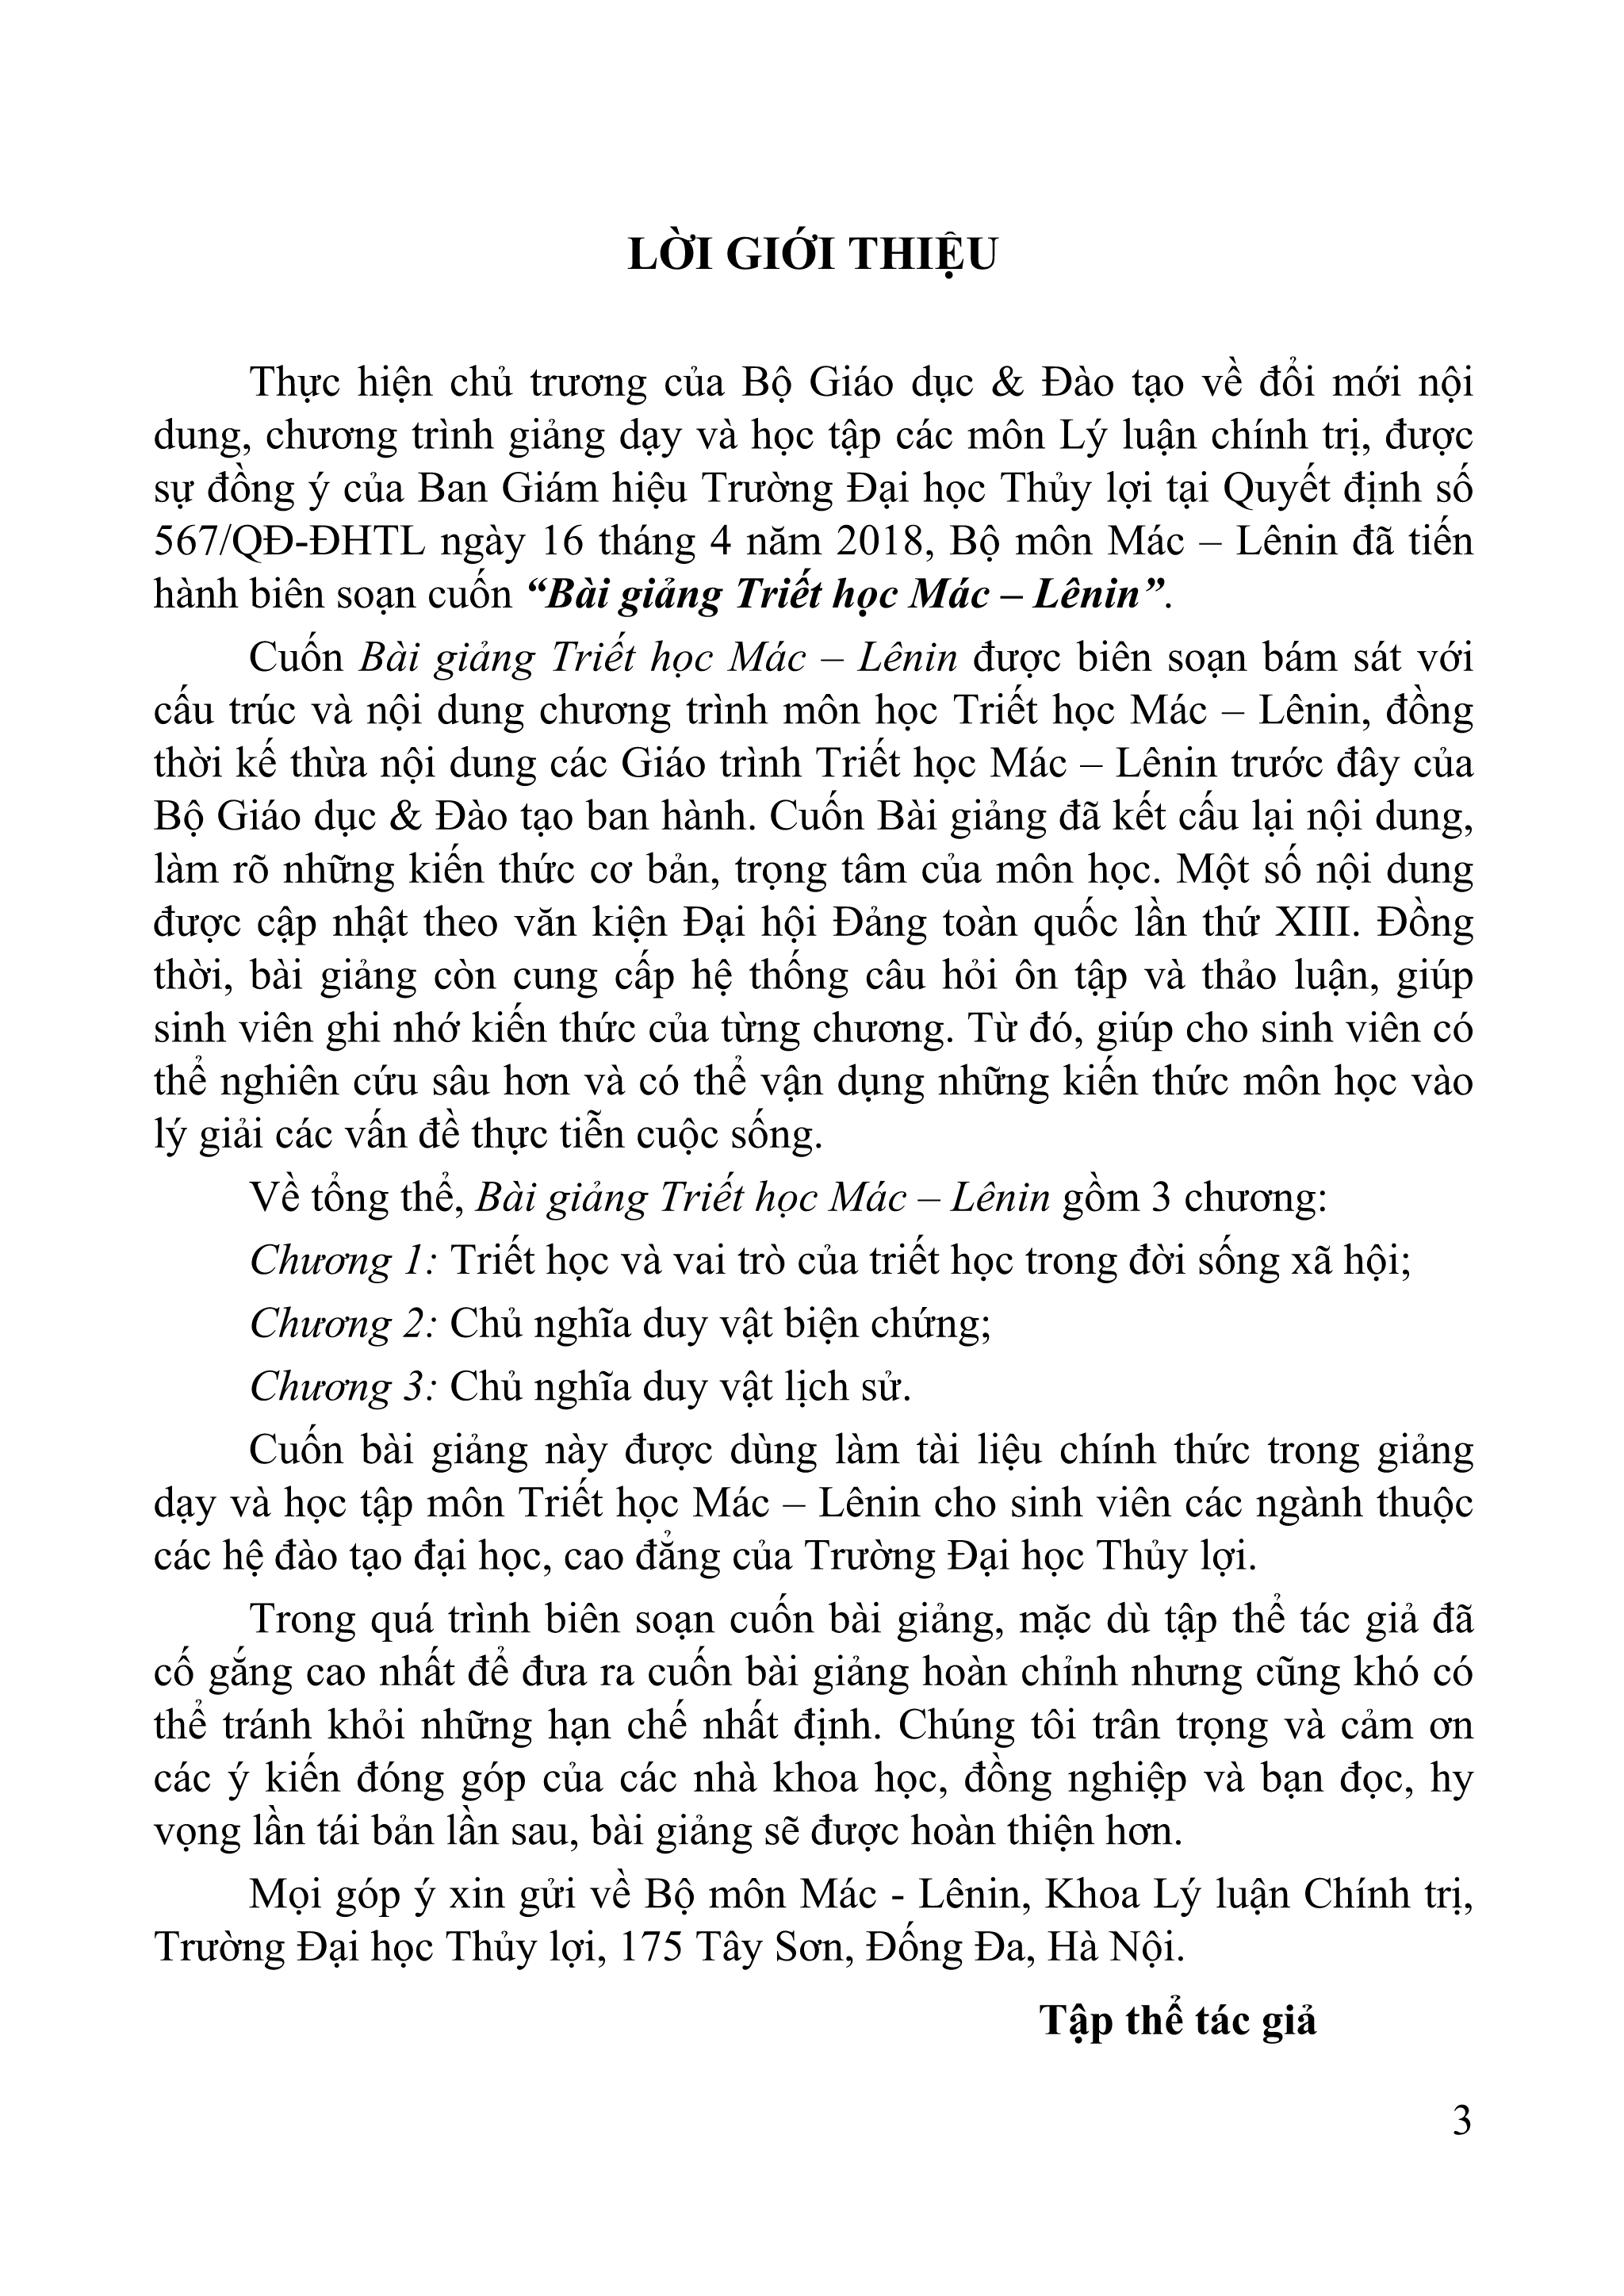 LỜI GIỚI THIỆU
Thực hiện chủ trương của Bộ Giáo dục & Đào tạo về đổi mới nội
dung, chương trình giảng dạy và học tập các môn Lý luận chính trị, được
sự đồng ý của Ban Giám hiệu Trường Đại học Thủy lợi tại Quyết định số
567/QĐ-ĐHTL ngày 16 tháng 4 năm 2018, Bộ môn Mác – Lênin đã tiến
hành biên soạn cuốn “Bài giảng Triết học Mác – Lênin”.
Cuốn Bài giảng Triết học Mác – Lênin được biên soạn bám sát với
cấu trúc và nội dung chương trình môn học Triết học Mác – Lênin, đồng
thời kế thừa nội dung các Giáo trình Triết học Mác – Lênin trước đây của
Bộ Giáo dục & Đào tạo ban hành. Cuốn Bài giảng đã kết cấu lại nội dung,
làm rõ những kiến thức cơ bản, trọng tâm của môn học. Một số nội dung
được cập nhật theo văn kiện Đại hội Đảng toàn quốc lần thứ XIII. Đồng
thời, bài giảng còn cung cấp hệ thống câu hỏi ôn tập và thảo luận, giúp
sinh viên ghi nhớ kiến thức của từng chương. Từ đó, giúp cho sinh viên có
thể nghiên cứu sâu hơn và có thể vận dụng những kiến thức môn học vào
lý giải các vấn đề thực tiễn cuộc sống.
Về tổng thể, Bài giảng Triết học Mác – Lênin gồm 3 chương:
Chương 1: Triết học và vai trò của triết học trong đời sống xã hội;
Chương 2: Chủ nghĩa duy vật biện chứng;
Chương 3: Chủ nghĩa duy vật lịch sử.
Cuốn bài giảng này được dùng làm tài liệu chính thức trong giảng
dạy và học tập môn Triết học Mác – Lênin cho sinh viên các ngành thuộc
các hệ đào tạo đại học, cao đẳng của Trường Đại học Thủy lợi.
Trong quá trình biên soạn cuốn bài giảng, mặc dù tập thể tác giả đã
cố gắng cao nhất để đưa ra cuốn bài giảng hoàn chỉnh nhưng cũng khó có
thể tránh khỏi những hạn chế nhất định. Chúng tôi trân trọng và cảm ơn
các ý kiến đóng góp của các nhà khoa học, đồng nghiệp và bạn đọc, hy
vọng lần tái bản lần sau, bài giảng sẽ được hoàn thiện hơn.
Mọi góp ý xin gửi về Bộ môn Mác - Lênin, Khoa Lý luận Chính trị,
Trường Đại học Thủy lợi, 175 Tây Sơn, Đống Đa, Hà Nội.
Tập thể tác giả
3